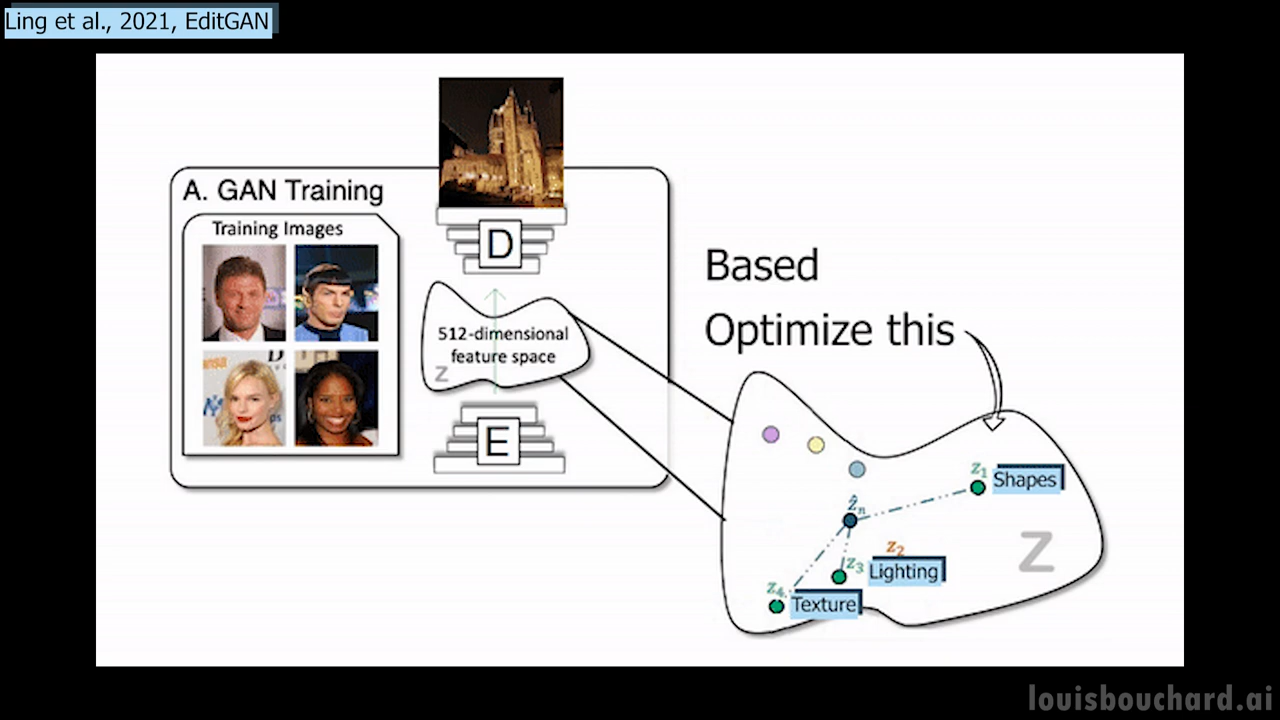 Ling et al., 2021, EditGAN
A. GAN Training
Training Images
D
512-dimensional
feature space
Z
E
Based
Optimize this
z1
Shapes
ẑn
z2
z3
Lighting
z4
Texture
Z
louisbouchard.ai